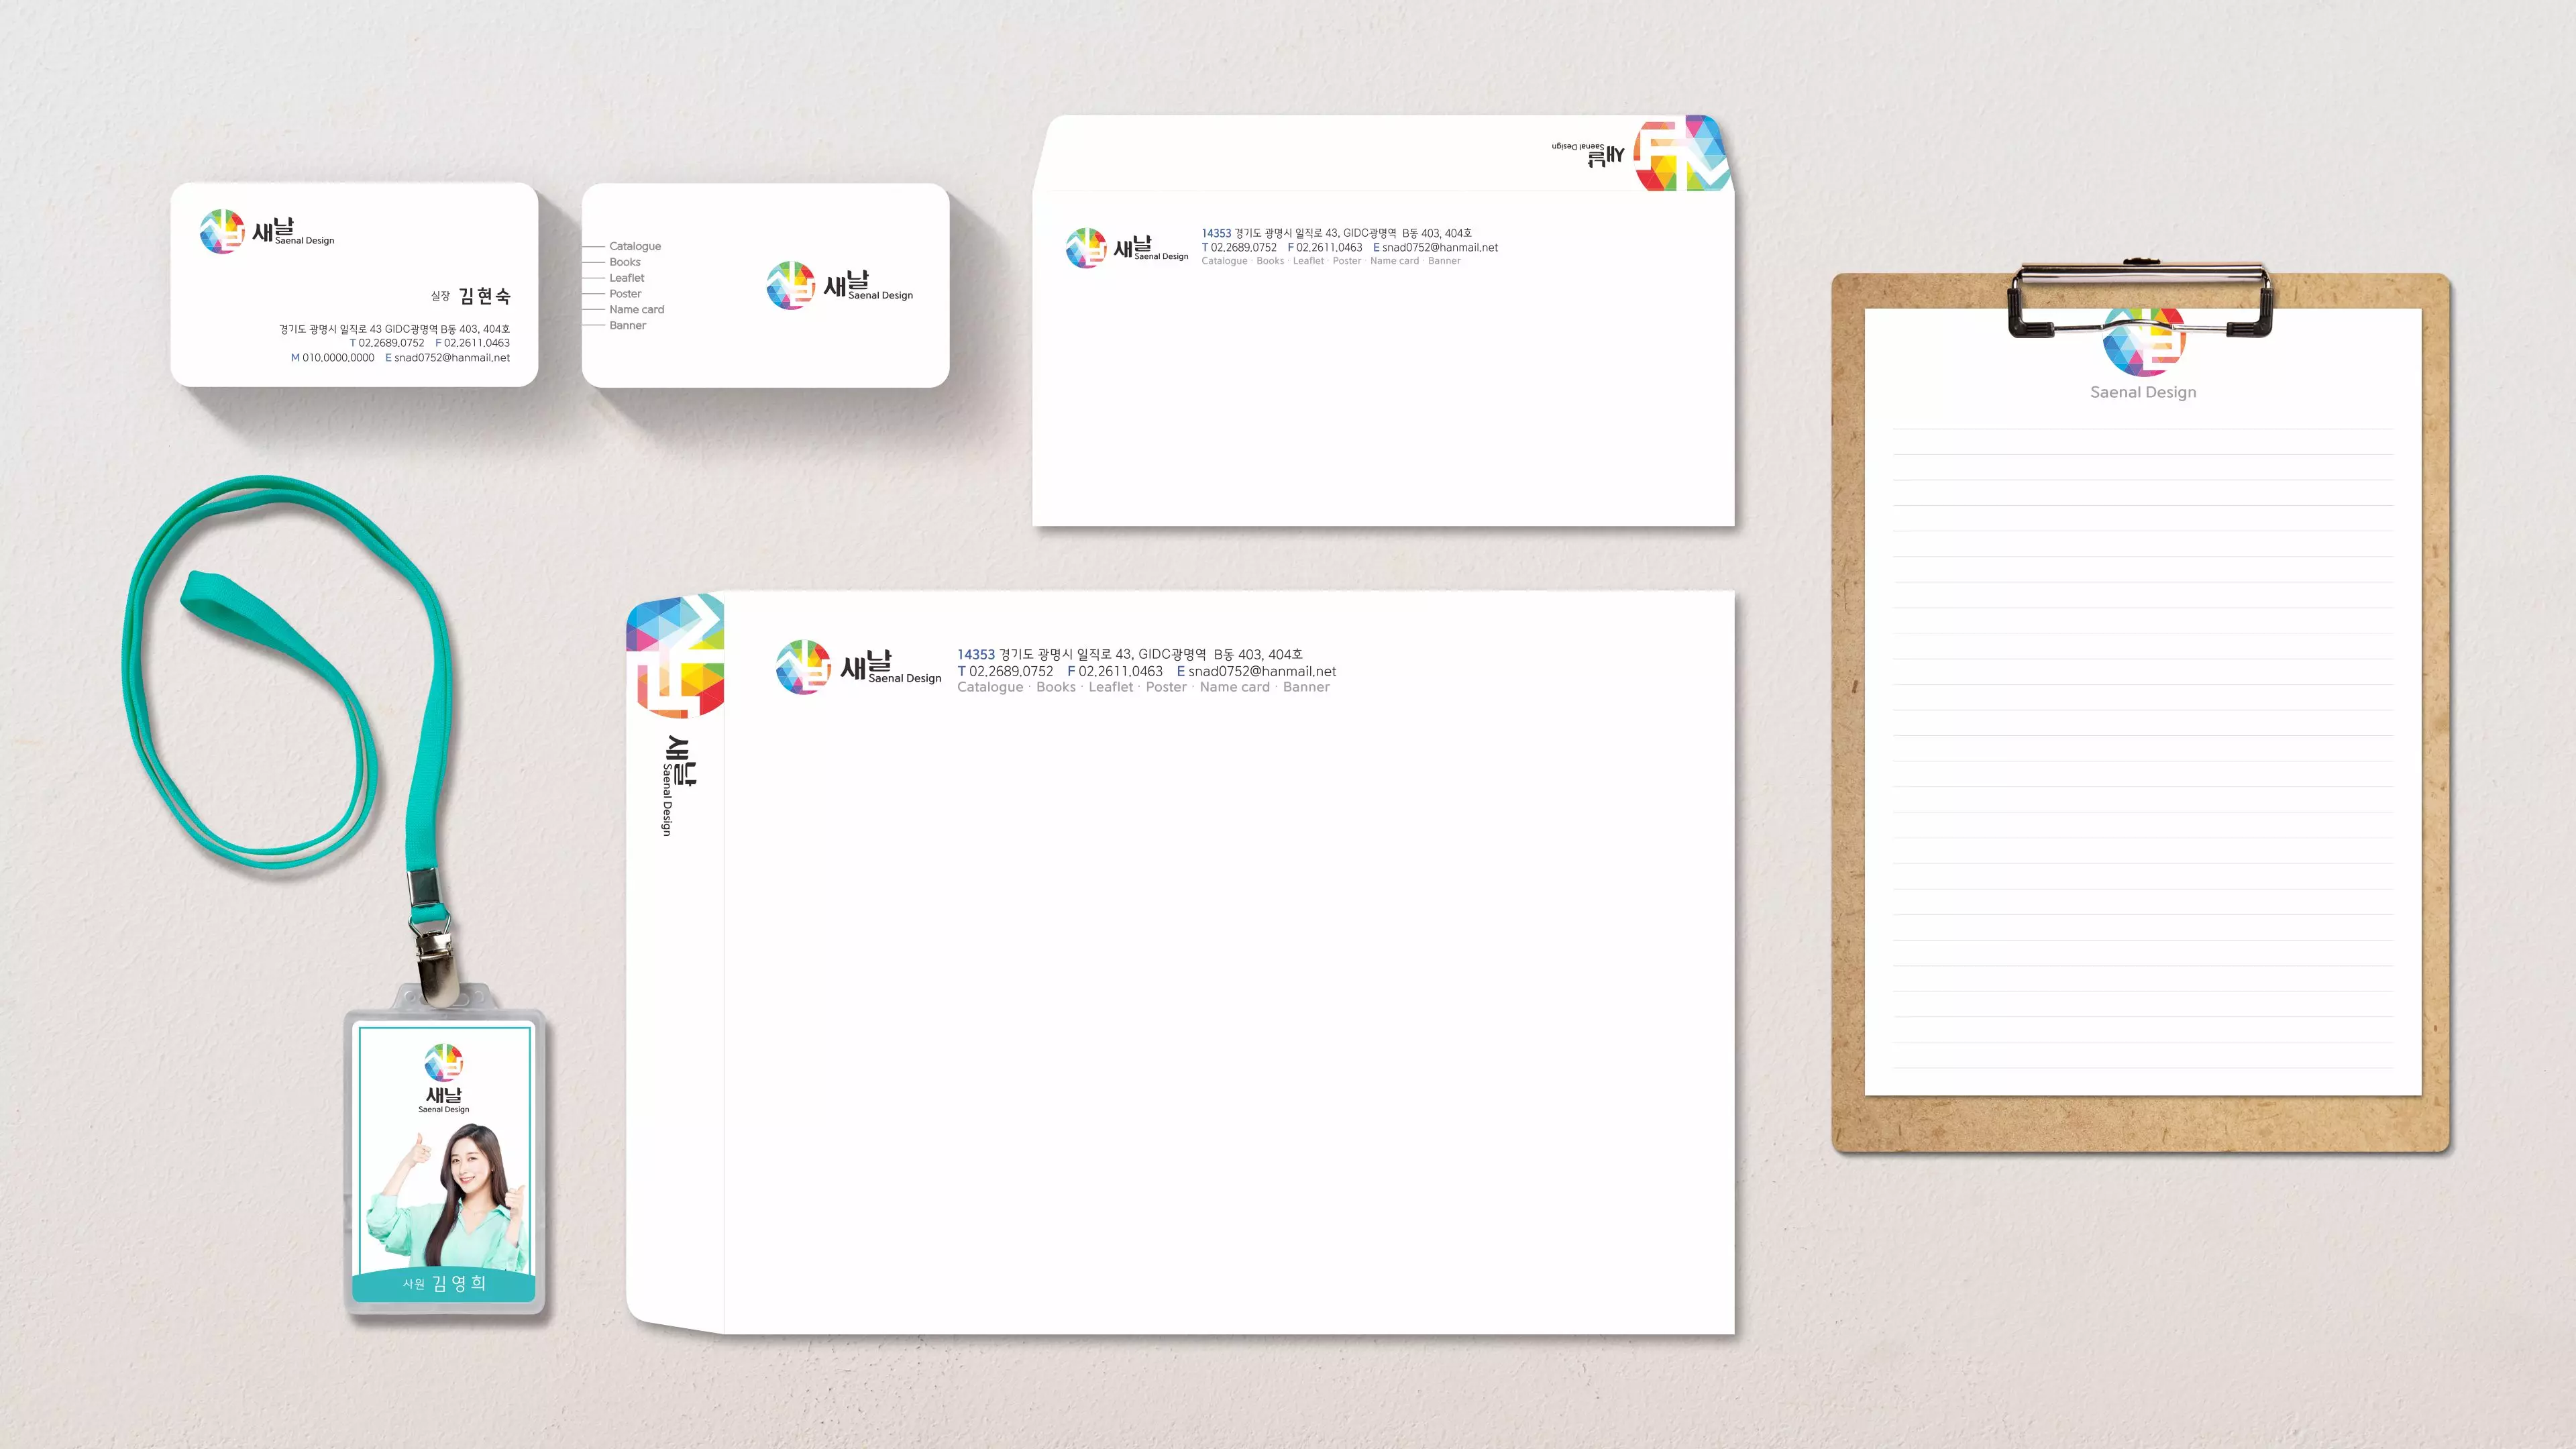 새날
Saenal Design
실장 김현숙
경기도 광명시 일직로 43 GIDC광명역 B동 403, 404호
T 02.2689.0752 F 02.2611.0463
M 010.0000.0000 E snad0752@hanmail.net
Catalogue
Books
Leaflet
Poster
Name card
Banner
새날
Saenal Design
새날
Saenal Design
새날
Saenal Design
14353 경기도 광명시 일직로 43, GIDC광명역 B동 403, 404호
T 02.2689.0752 F 02.2611.0463 E snad0752@hanmail.net
Catalogue · Books · Leaflet · Poster · Name card · Banner
Saenal Design
새날
Saenal Design
새날
Saenal Design
14353 경기도 광명시 일직로 43, GIDC광명역 B동 403, 404호
T 02.2689.0752 F 02.2611.0463 E snad0752@hanmail.net
Catalogue · Books · Leaflet · Poster · Name card · Banner
새날
Saenal Design
사원 김영희